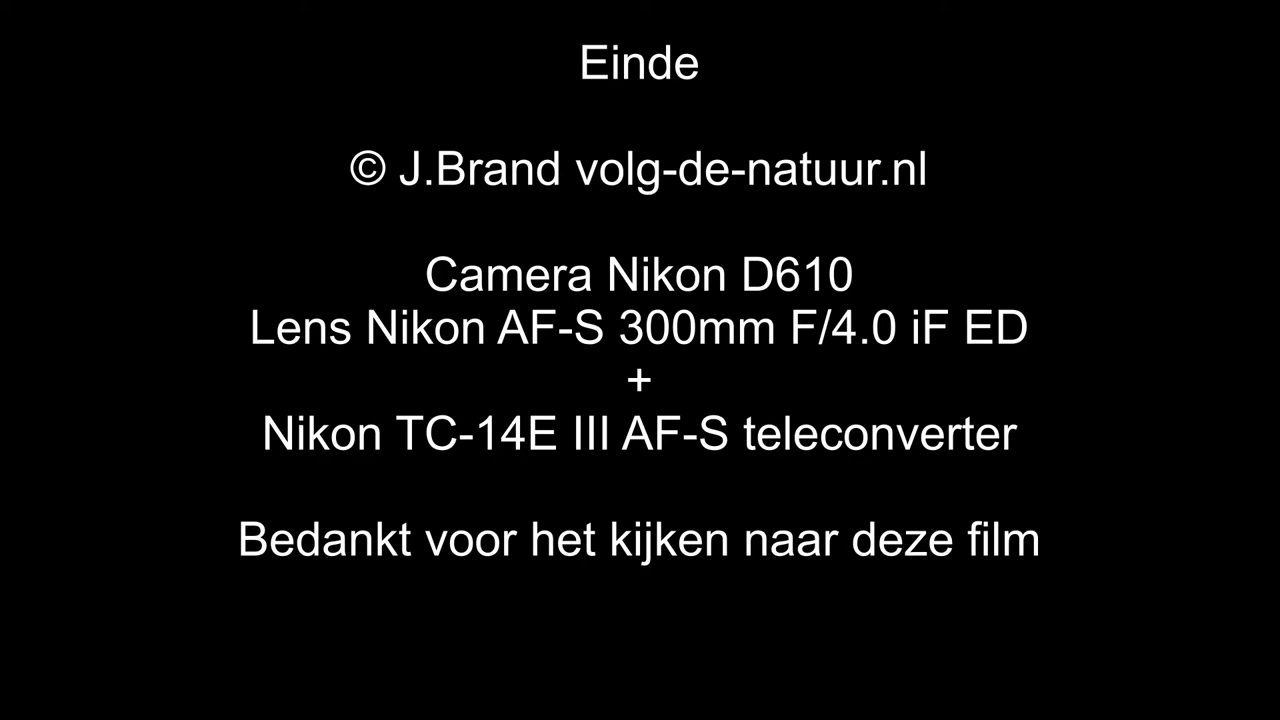 Einde
© J.Brand volg-de-natuur.nl
Camera Nikon D610
Lens Nikon AF-S 300mm F/4.0 iF ED
+
Nikon TC-14E III AF-S teleconverter
Bedankt voor het kijken naar deze film